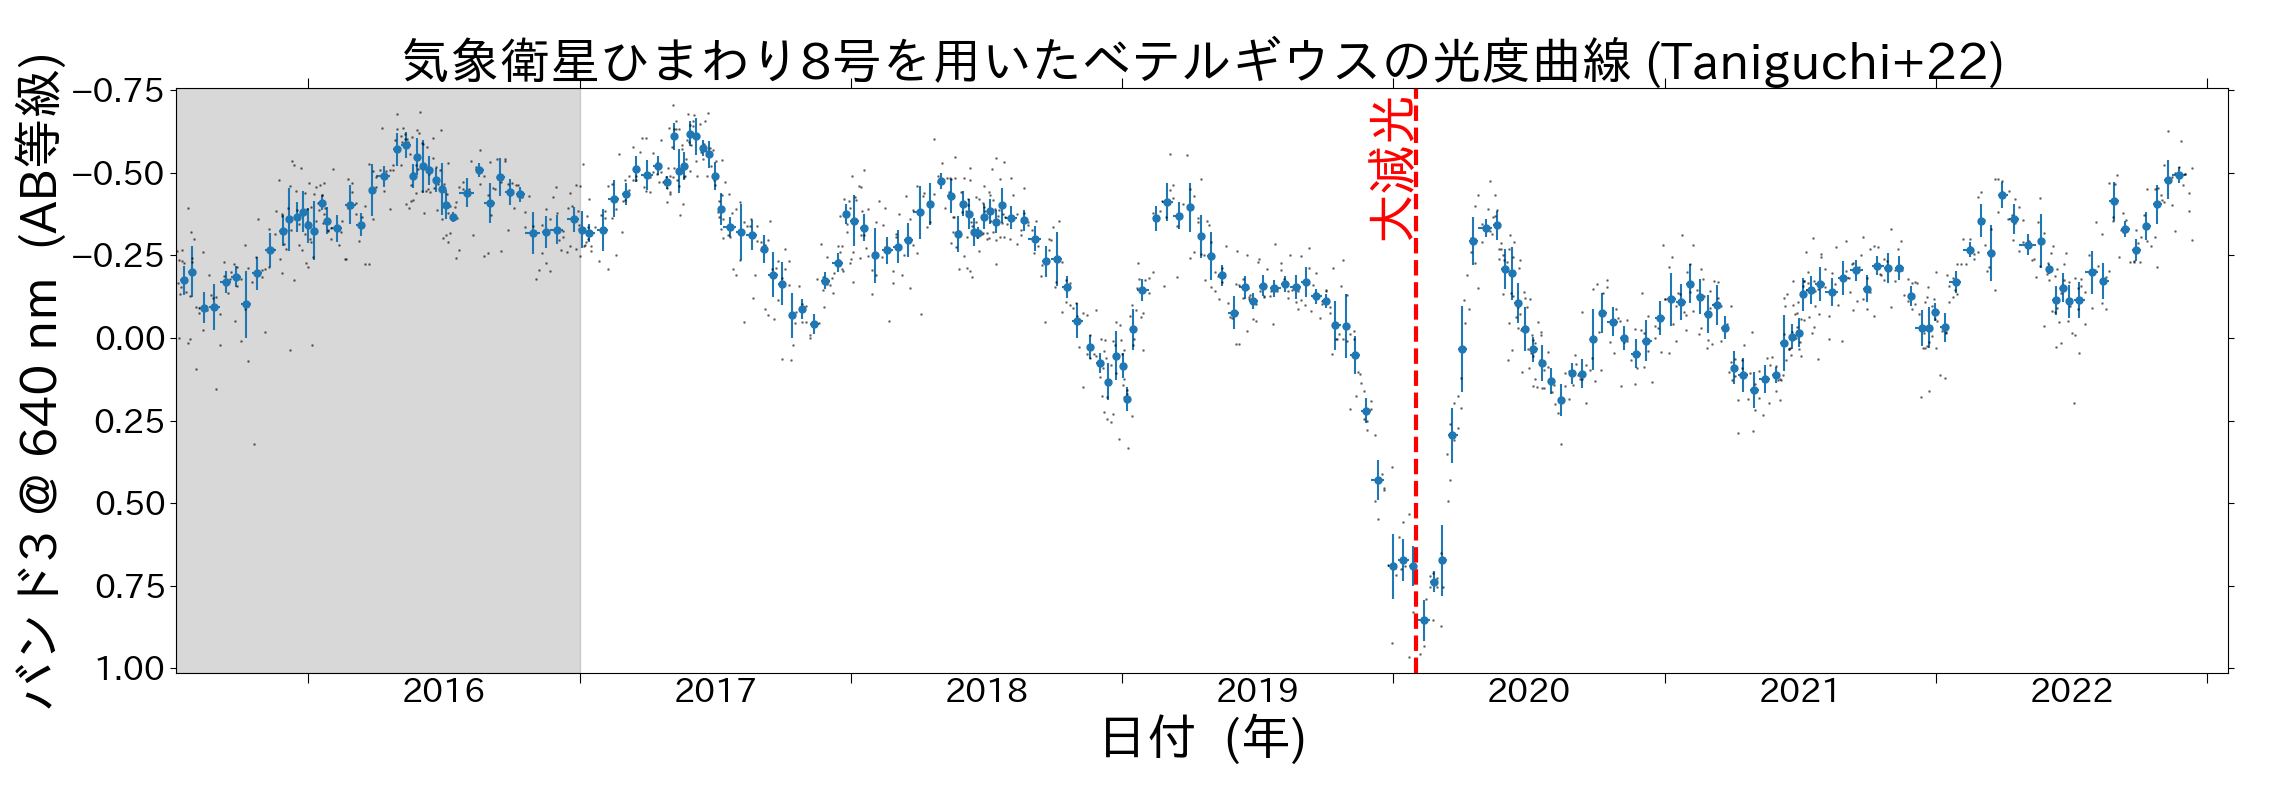 気象衛星ひまわり8号を用いたベテルギウスの光度曲線 (Taniguchi+22)
バンド3 @ 640 nm (AB等級)
−0.75
−0.50
−0.25
0.00
0.25
0.50
0.75
1.00
大減光
2016 2017 2018 2019 2020 2021 2022
日付 (年)